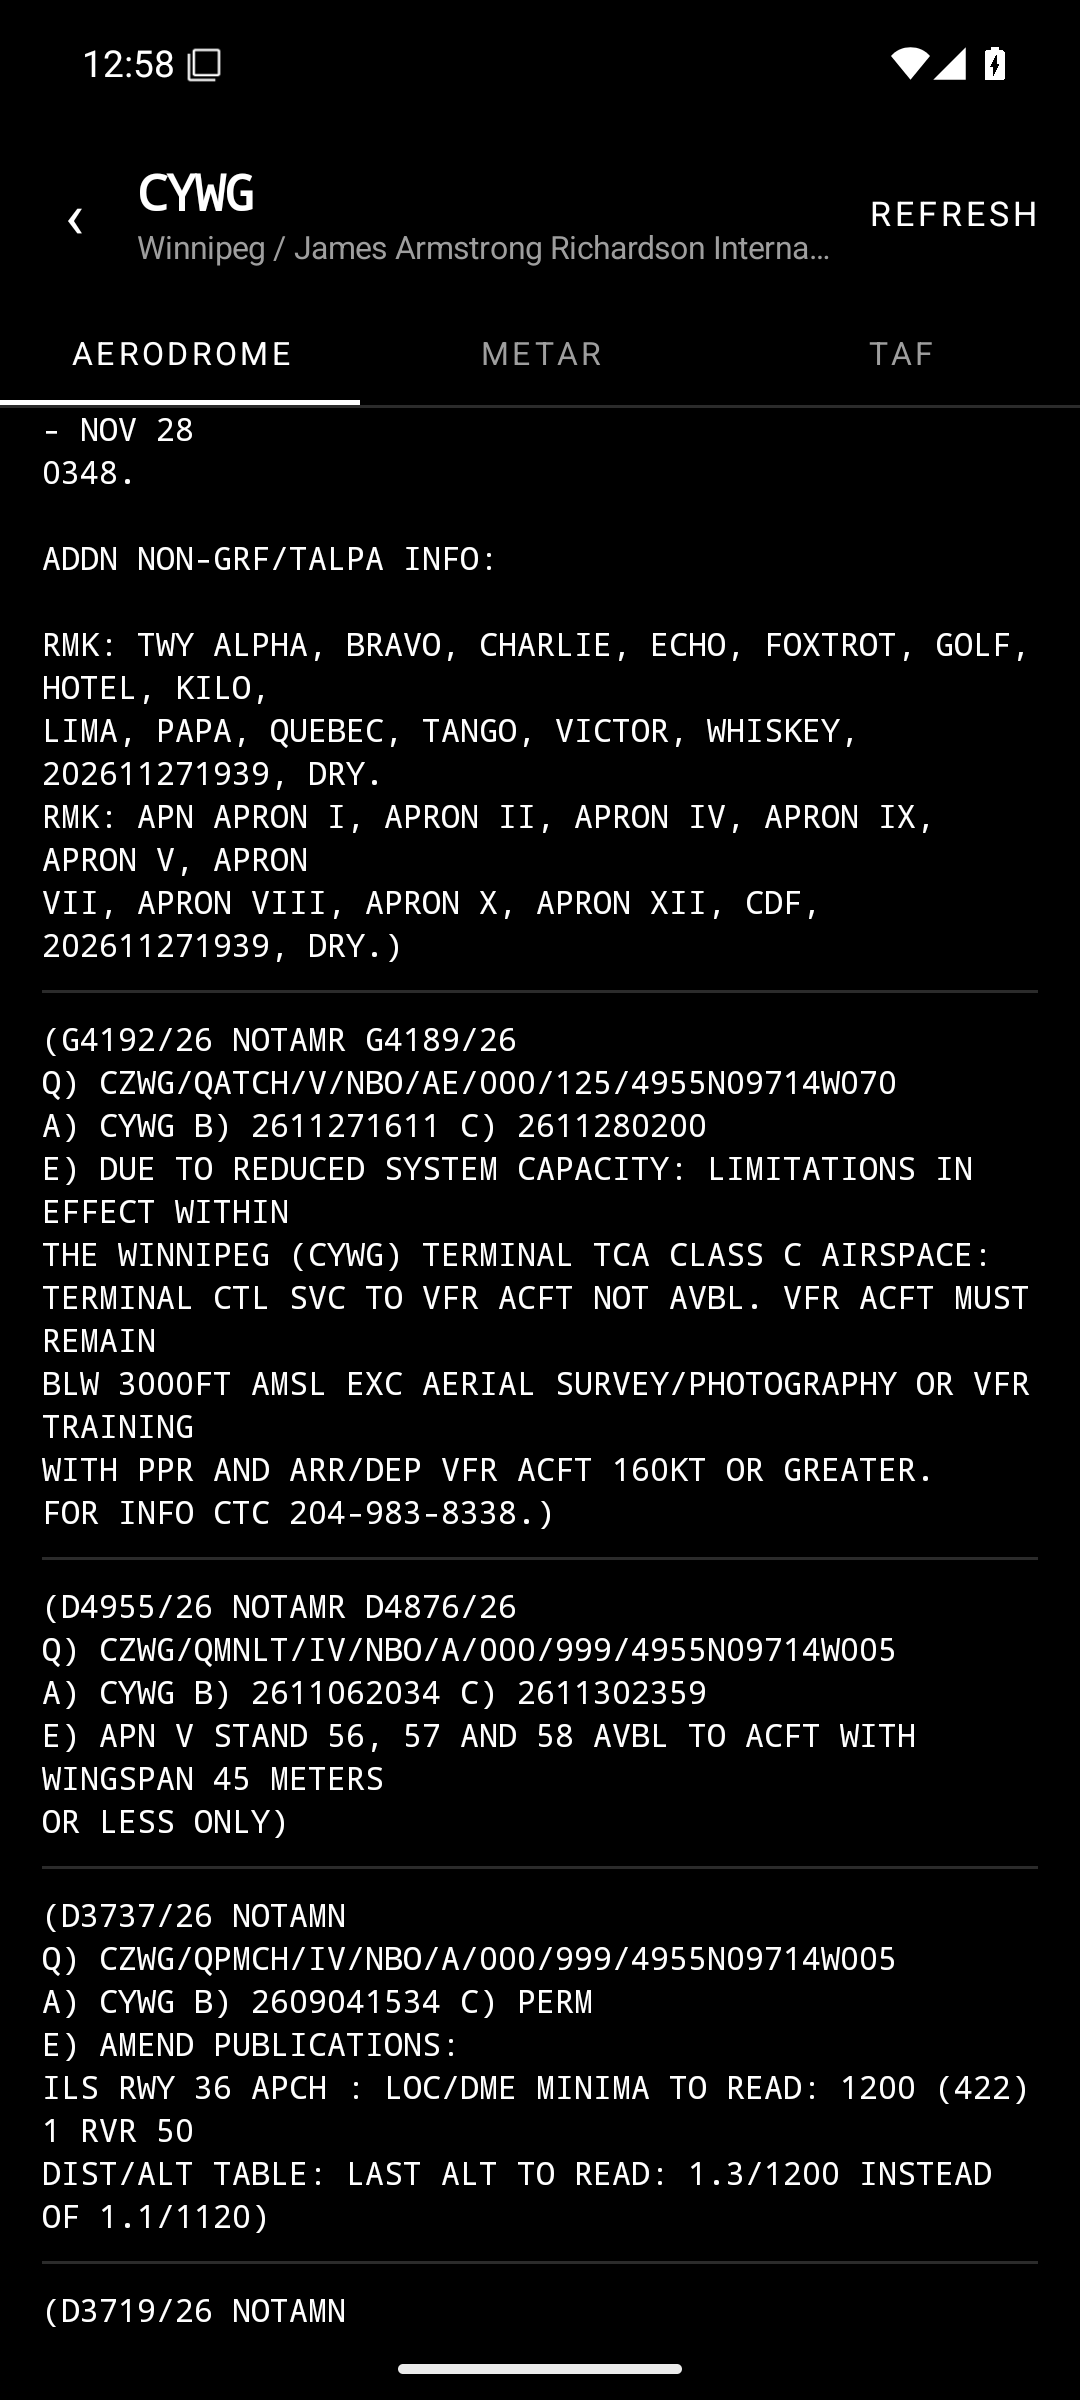 12:58
CYWG
Winnipeg / James Armstrong Richardson Interna…
REFRESH
AERODROME
METAR
TAF
- NOV 28
0348.
ADDN NON-GRF/TALPA INFO:
RMK: TWY ALPHA, BRAVO, CHARLIE, ECHO, FOXTROT, GOLF,
HOTEL, KILO,
LIMA, PAPA, QUEBEC, TANGO, VICTOR, WHISKEY,
202611271939, DRY.
RMK: APN APRON I, APRON II, APRON IV, APRON IX,
APRON V, APRON
VII, APRON VIII, APRON X, APRON XII, CDF,
202611271939, DRY.)
(G4192/26 NOTAMR G4189/26
Q) CZWG/QATCH/V/NBO/AE/000/125/4955N09714W070
A) CYWG B) 2611271611 C) 2611280200
E) DUE TO REDUCED SYSTEM CAPACITY: LIMITATIONS IN
EFFECT WITHIN
THE WINNIPEG (CYWG) TERMINAL TCA CLASS C AIRSPACE:
TERMINAL CTL SVC TO VFR ACFT NOT AVBL. VFR ACFT MUST
REMAIN
BLW 3000FT AMSL EXC AERIAL SURVEY/PHOTOGRAPHY OR VFR
TRAINING
WITH PPR AND ARR/DEP VFR ACFT 160KT OR GREATER.
FOR INFO CTC 204-983-8338.)
(D4955/26 NOTAMR D4876/26
Q) CZWG/QMNLT/IV/NBO/A/000/999/4955N09714W005
A) CYWG B) 2611062034 C) 2611302359
E) APN V STAND 56, 57 AND 58 AVBL TO ACFT WITH
WINGSPAN 45 METERS
OR LESS ONLY)
(D3737/26 NOTAMN
Q) CZWG/QPMCH/IV/NBO/A/000/999/4955N09714W005
A) CYWG B) 2609041534 C) PERM
E) AMEND PUBLICATIONS:
ILS RWY 36 APCH : LOC/DME MINIMA TO READ: 1200 (422)
1 RVR 50
DIST/ALT TABLE: LAST ALT TO READ: 1.3/1200 INSTEAD
OF 1.1/1120)
(D3719/26 NOTAMN